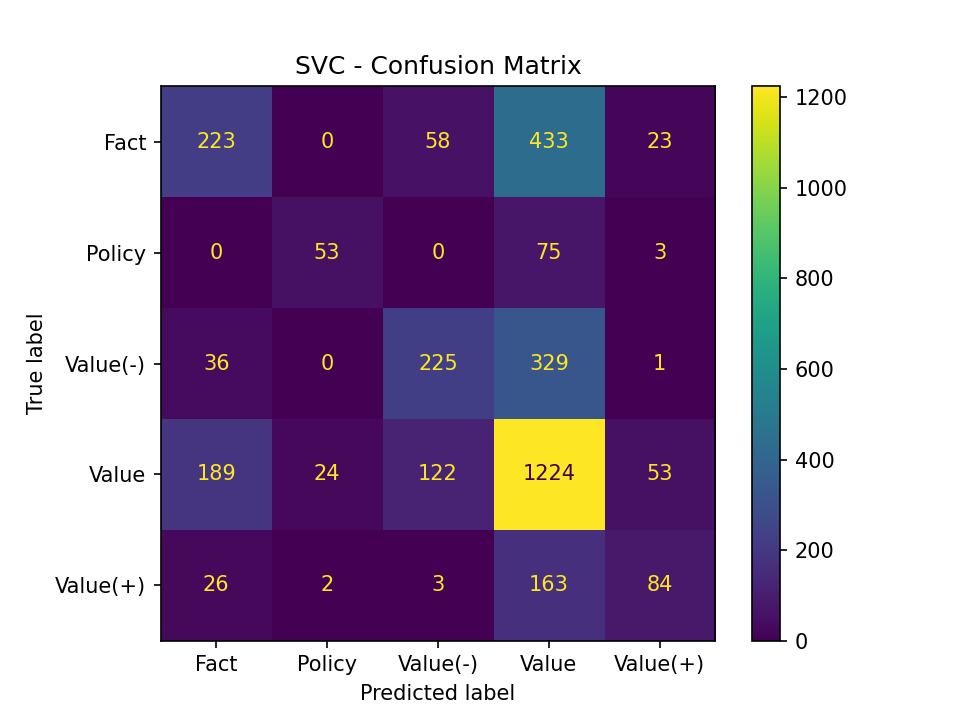 SVC - Confusion Matrix
Fact 223 0 58 433 23
Policy 0 53 0 75 3
Value(-) 36 0 225 329 1
Value 189 24 122 1224 53
Value(+) 26 2 3 163 84
Fact Policy Value(-) Value Value(+)
Predicted label
True label
1200
1000
800
600
400
200
0